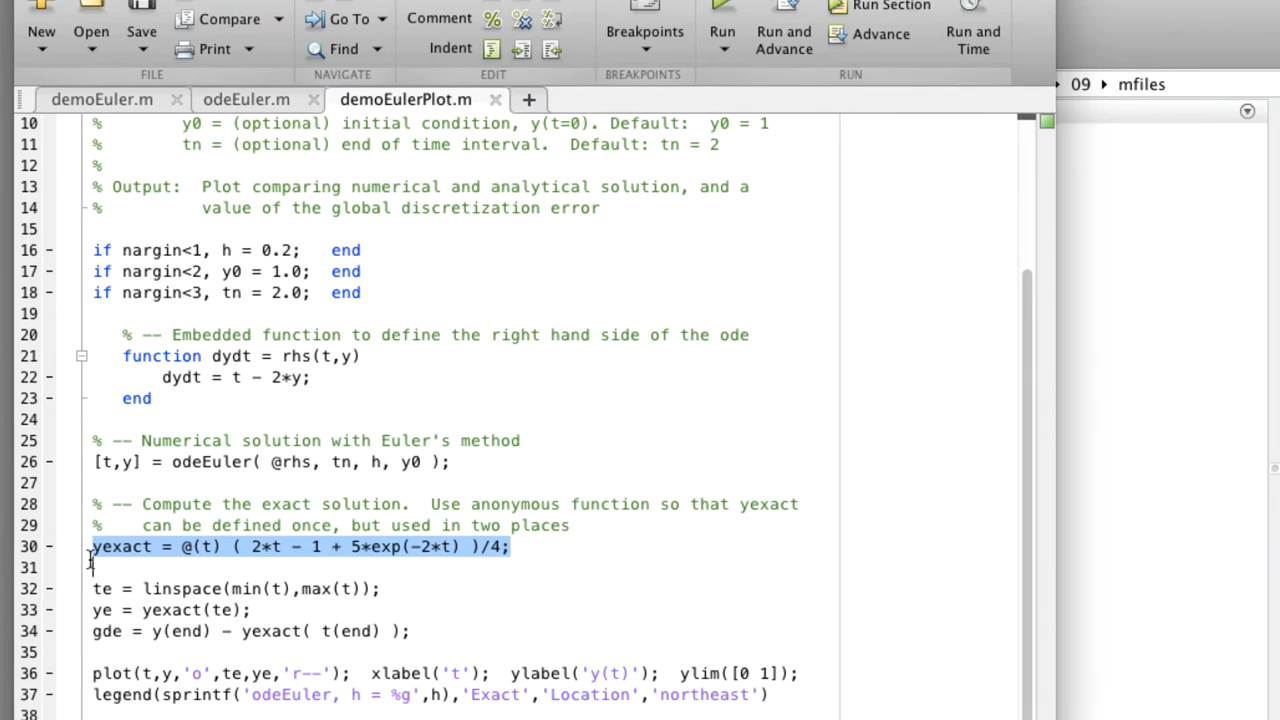 Compare
Go To
Comment
Run Section
New
Open
Save
Print
Find
Indent
Breakpoints
Run
Run and
Advance
Advance
Run and
Time
FILE
NAVIGATE
EDIT
BREAKPOINTS
RUN
demoEuler.m
odeEuler.m
demoEulerPlot.m
09
mfiles
10 % y0 = (optional) initial condition, y(t=0). Default: y0 = 1
11 % tn = (optional) end of time interval. Default: tn = 2
12 %
13 % Output: Plot comparing numerical and analytical solution, and a
14 % value of the global discretization error
15
16 - if nargin<1, h = 0.2; end
17 - if nargin<2, y0 = 1.0; end
18 - if nargin<3, tn = 2.0; end
19
20 % -- Embedded function to define the right hand side of the ode
21 function dydt = rhs(t,y)
22 - dydt = t - 2*y;
23 - end
24
25 % -- Numerical solution with Euler's method
26 - [t,y] = odeEuler( @rhs, tn, h, y0 );
27
28 % -- Compute the exact solution. Use anonymous function so that yexact
29 % can be defined once, but used in two places
30 - yexact = @(t) ( 2*t - 1 + 5*exp(-2*t) )/4;
31
32 - te = linspace(min(t),max(t));
33 - ye = yexact(te);
34 - gde = y(end) - yexact( t(end) );
35
36 - plot(t,y,'o',te,ye,'r--'); xlabel('t'); ylabel('y(t)'); ylim([0 1]);
37 - legend(sprintf('odeEuler, h = %g',h),'Exact','Location','northeast')
38